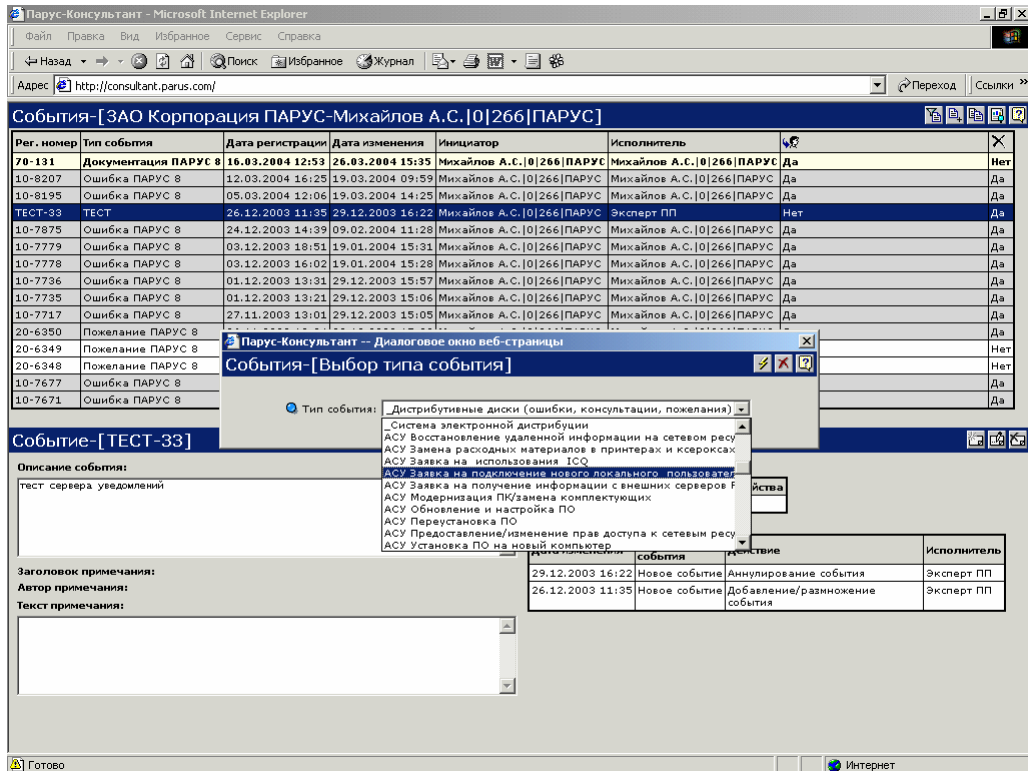 Парус-Консультант - Microsoft Internet Explorer
Файл Правка Вид Избранное Сервис Справка
Назад Поиск Избранное Журнал
Адрес http://consultant.parus.com/ Переход Ссылки »
События-[ЗАО Корпорация ПАРУС-Михайлов А.С.|0|266|ПАРУС]
Рег. номер Тип события Дата регистрации Дата изменения Инициатор Исполнитель
70-131 Документация ПАРУС 8 16.03.2004 12:53 26.03.2004 15:35 Михайлов А.С.|0|266|ПАРУС Михайлов А.С.|0|266|ПАРУС Да Нет
10-8207 Ошибка ПАРУС 8 12.03.2004 16:25 19.03.2004 09:59 Михайлов А.С.|0|266|ПАРУС Михайлов А.С.|0|266|ПАРУС Да Да
10-8195 Ошибка ПАРУС 8 05.03.2004 12:06 19.03.2004 14:25 Михайлов А.С.|0|266|ПАРУС Михайлов А.С.|0|266|ПАРУС Да Да
ТЕСТ-33 ТЕСТ 26.12.2003 11:35 29.12.2003 16:22 Михайлов А.С.|0|266|ПАРУС Эксперт ПП Нет Да
10-7875 Ошибка ПАРУС 8 24.12.2003 14:39 09.02.2004 11:28 Михайлов А.С.|0|266|ПАРУС Михайлов А.С.|0|266|ПАРУС Да Да
10-7779 Ошибка ПАРУС 8 03.12.2003 18:51 19.01.2004 15:31 Михайлов А.С.|0|266|ПАРУС Михайлов А.С.|0|266|ПАРУС Да Да
10-7778 Ошибка ПАРУС 8 03.12.2003 16:02 19.01.2004 15:28 Михайлов А.С.|0|266|ПАРУС Михайлов А.С.|0|266|ПАРУС Да Да
10-7736 Ошибка ПАРУС 8 01.12.2003 13:31 29.12.2003 15:57 Михайлов А.С.|0|266|ПАРУС Михайлов А.С.|0|266|ПАРУС Да Да
10-7735 Ошибка ПАРУС 8 01.12.2003 13:21 29.12.2003 15:06 Михайлов А.С.|0|266|ПАРУС Михайлов А.С.|0|266|ПАРУС Да Да
10-7717 Ошибка ПАРУС 8 27.11.2003 13:01 29.12.2003 15:05 Михайлов А.С.|0|266|ПАРУС Михайлов А.С.|0|266|ПАРУС Да Да
20-6350 Пожелание ПАРУС 8 Нет
20-6349 Пожелание ПАРУС 8 Нет
20-6348 Пожелание ПАРУС 8 Нет
10-7677 Ошибка ПАРУС 8 Да
10-7671 Ошибка ПАРУС 8 Да
Парус-Консультант -- Диалоговое окно веб-страницы
События-[Выбор типа события]
Тип события: _Дистрибутивные диски (ошибки, консультации, пожелания)
_Система электронной дистрибуции
АСУ Восстановление удаленной информации на сетевом ресу
АСУ Замена расходных материалов в принтерах и ксероксах
АСУ Заявка на использования ICQ
АСУ Заявка на подключение нового локального пользовател
АСУ Заявка на получение информации с внешних серверов F
АСУ Модернизация ПК/замена комплектующих
АСУ Обновление и настройка ПО
АСУ Переустановка ПО
АСУ Предоставление/изменение прав доступа к сетевым ресу
АСУ Установка ПО на новый компьютер
Событие-[ТЕСТ-33]
Описание события:
тест сервера уведомлений
йства
Дата изменения события Действие Исполнитель
29.12.2003 16:22 Новое событие Аннулирование события Эксперт ПП
26.12.2003 11:35 Новое событие Добавление/размножение события Эксперт ПП
Заголовок примечания:
Автор примечания:
Текст примечания:
Готово Интернет